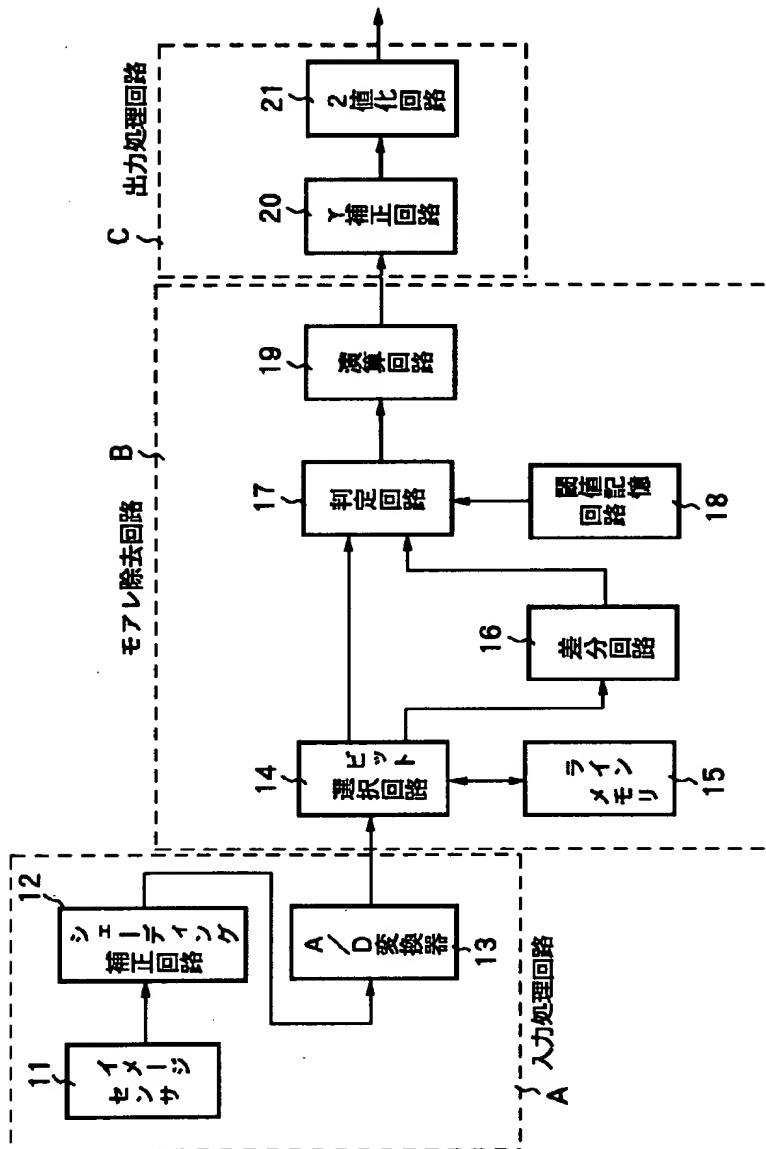 入力処理回路
A
11
イメージ
センサ
12
シェーディング
補正回路
A/D変換器
13
モアレ除去回路
B
14
ビット
選択回路
ライン
メモリ
15
16
差分回路
17
判定回路
閾値記憶
回路
18
19
演算回路
出力処理回路
C
20
γ補正回路
21
2値化回路